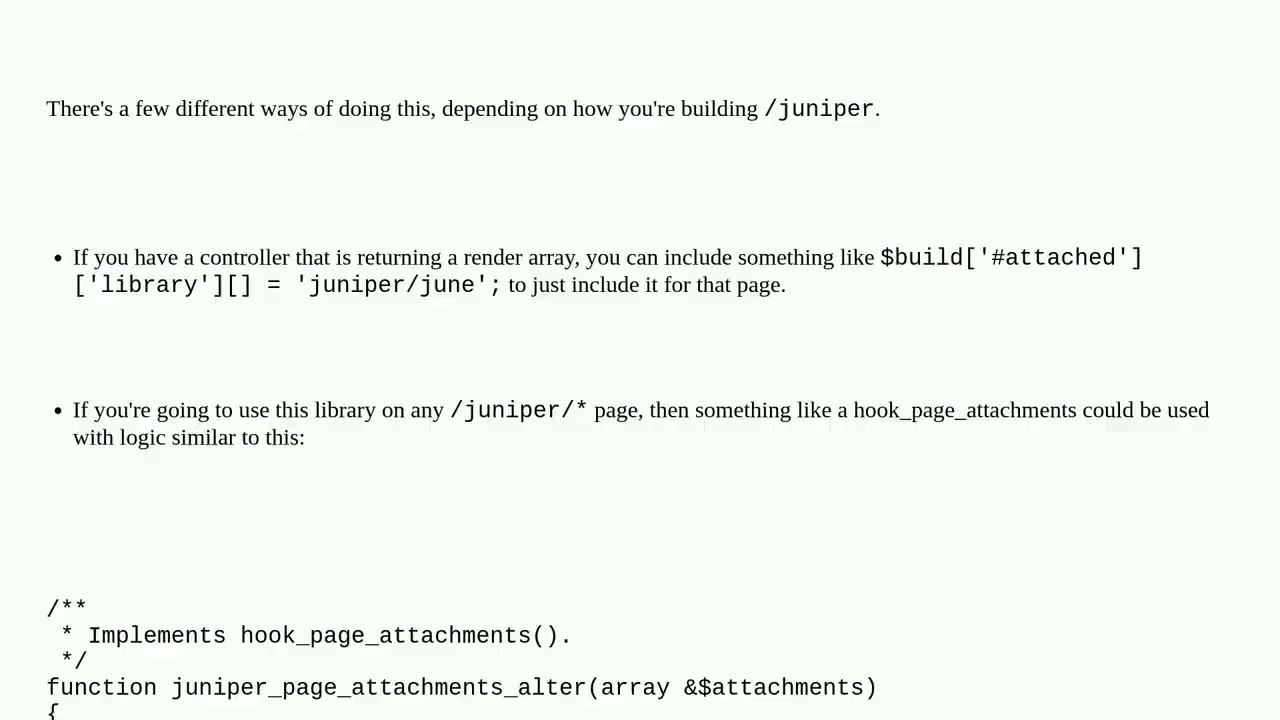 There's a few different ways of doing this, depending on how you're building /juniper.
• If you have a controller that is returning a render array, you can include something like $build['#attached']
['library'][] = 'juniper/june'; to just include it for that page.
• If you're going to use this library on any /juniper/* page, then something like a hook_page_attachments could be used
with logic similar to this:
/**
 * Implements hook_page_attachments().
 */
function juniper_page_attachments_alter(array &$attachments)
{